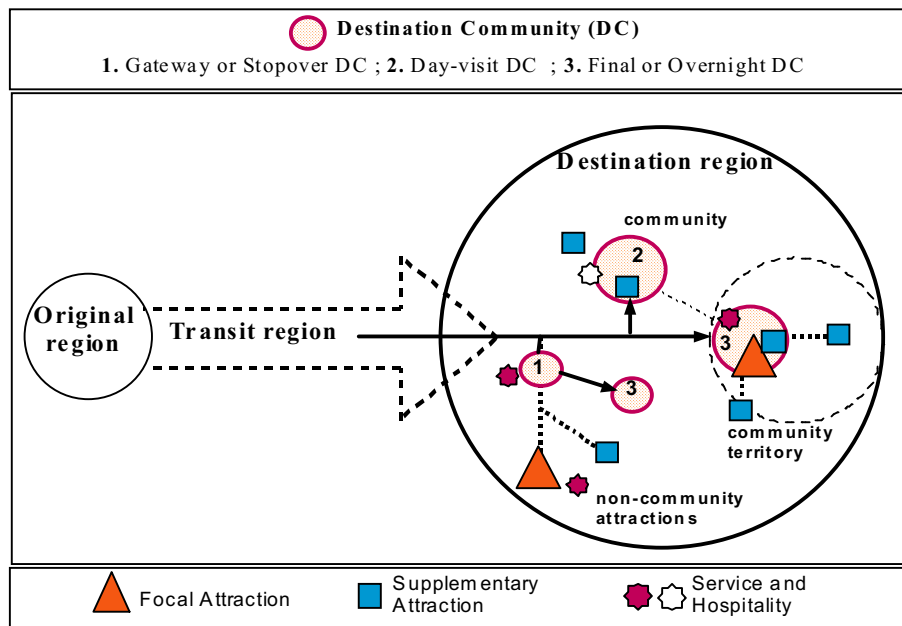 Destination Community (DC)
1. Gateway or Stopover DC ; 2. Day-visit DC ; 3. Final or Overnight DC
Destination region
community
2
Original
region
Transit region
3
1
3
community
territory
non-community
attractions
Focal Attraction
Supplementary
Attraction
Service and
Hospitality